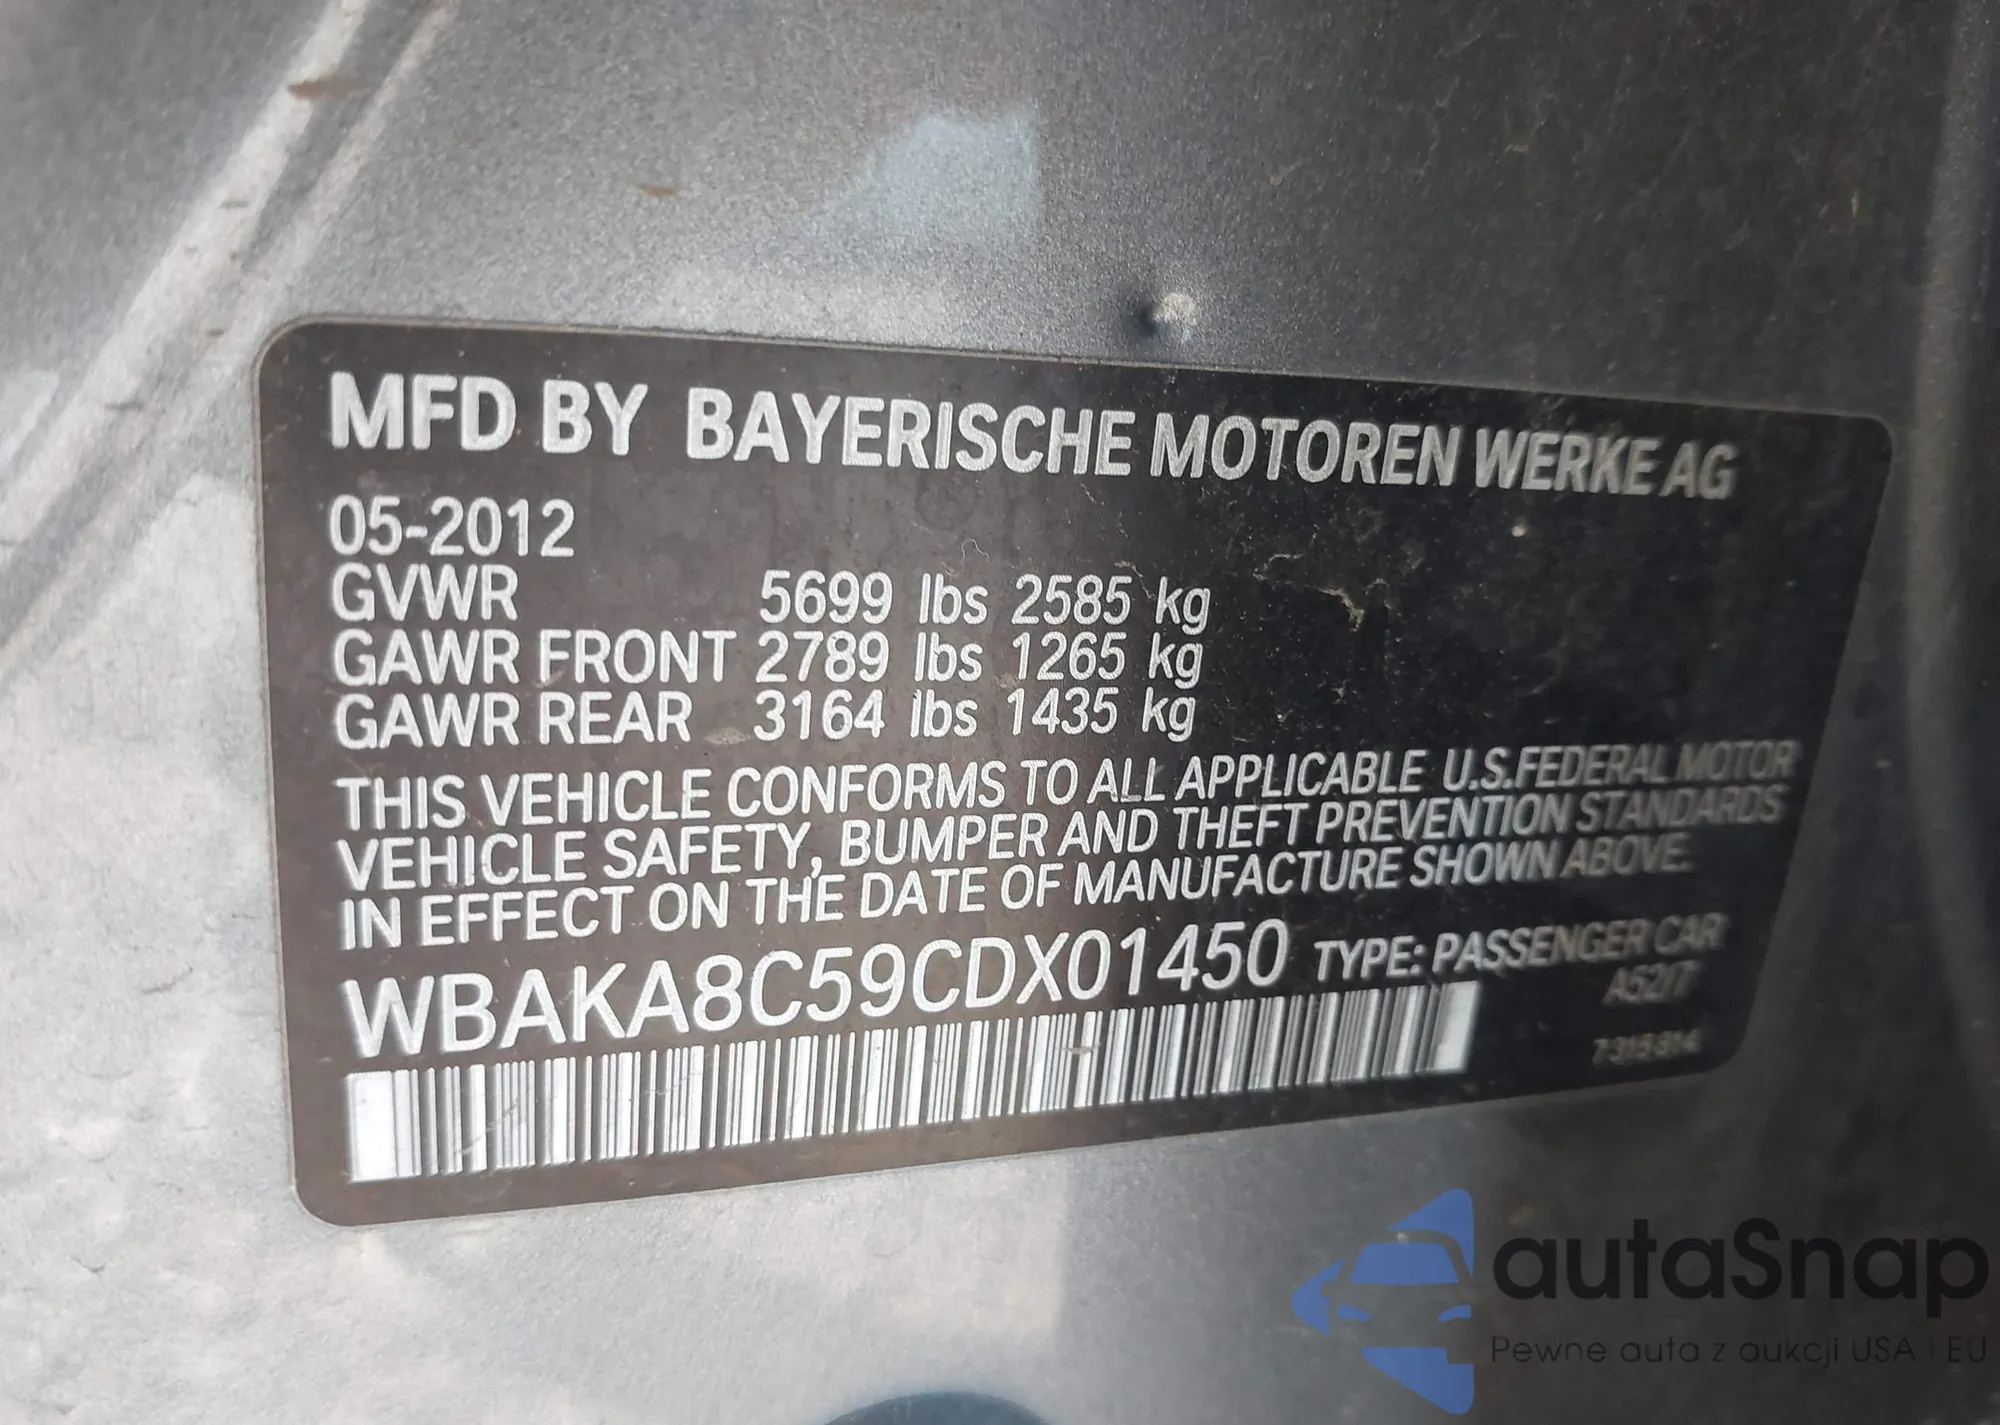 MFD BY BAYERISCHE MOTOREN WERKE AG
05-2012
GVWR 5699 lbs 2585 kg
GAWR FRONT 2789 lbs 1265 kg
GAWR REAR 3164 lbs 1435 kg
THIS VEHICLE CONFORMS TO ALL APPLICABLE U.S.FEDERAL MOTOR
VEHICLE SAFETY, BUMPER AND THEFT PREVENTION STANDARDS
IN EFFECT ON THE DATE OF MANUFACTURE SHOWN ABOVE.
WBAKA8C59CDX01450 TYPE: PASSENGER CAR
7315814
autaSnap
Pewne auta z aukcji USA i EU